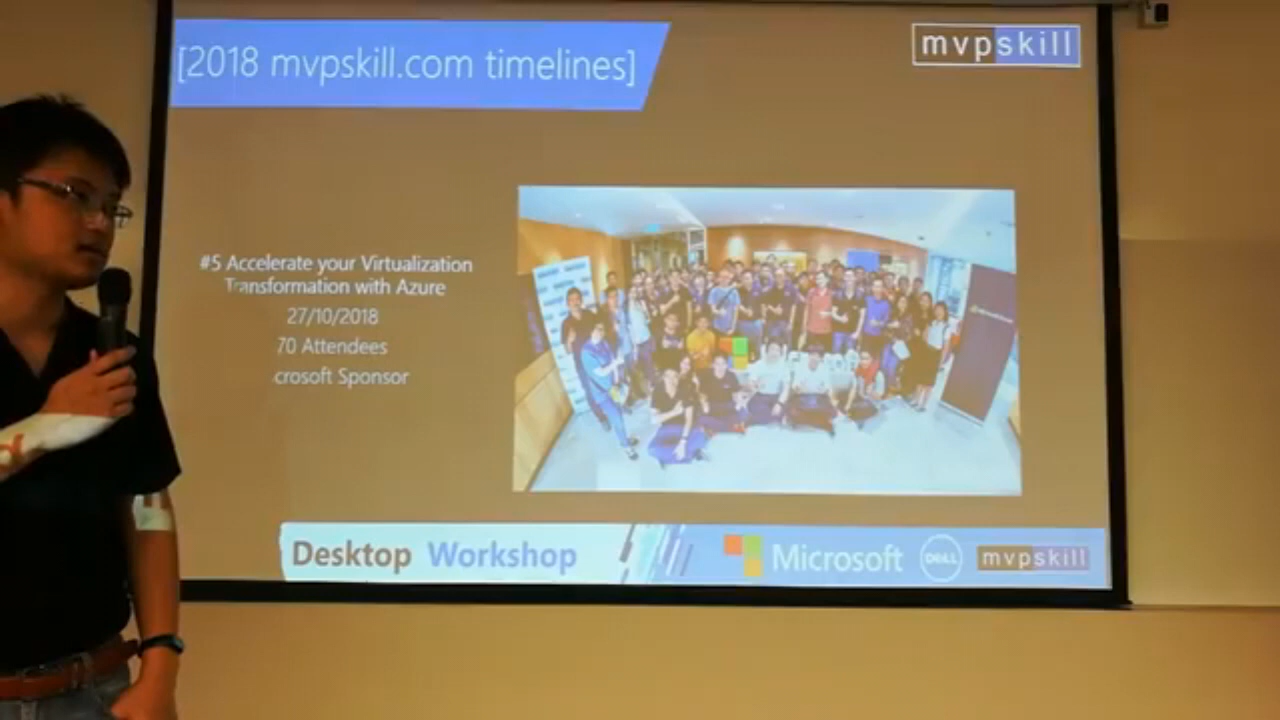 [2018 mvpskill.com timelines]
mvpskill
#5 Accelerate your Virtualization
Transformation with Azure
27/10/2018
70 Attendees
crosoft Sponsor
Desktop Workshop
Microsoft
DELL
mvpskill